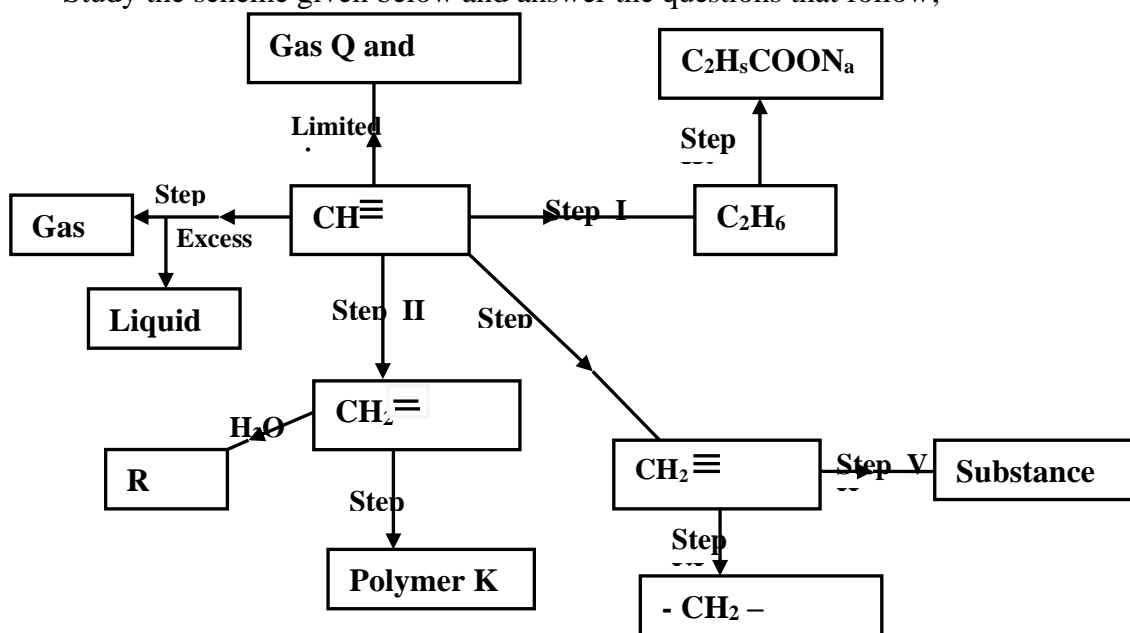 Study the scheme given below and answer the questions that follow;
Gas Q and
C₂HₛCOONₐ
Limited
Step
Step
Gas
Excess
CH≡
Step I
C₂H₆
Liquid
Step II
Step
CH₂=
H₂O
R
CH₂≡
Step V
Substance
Step
Step
Polymer K
- CH₂ –